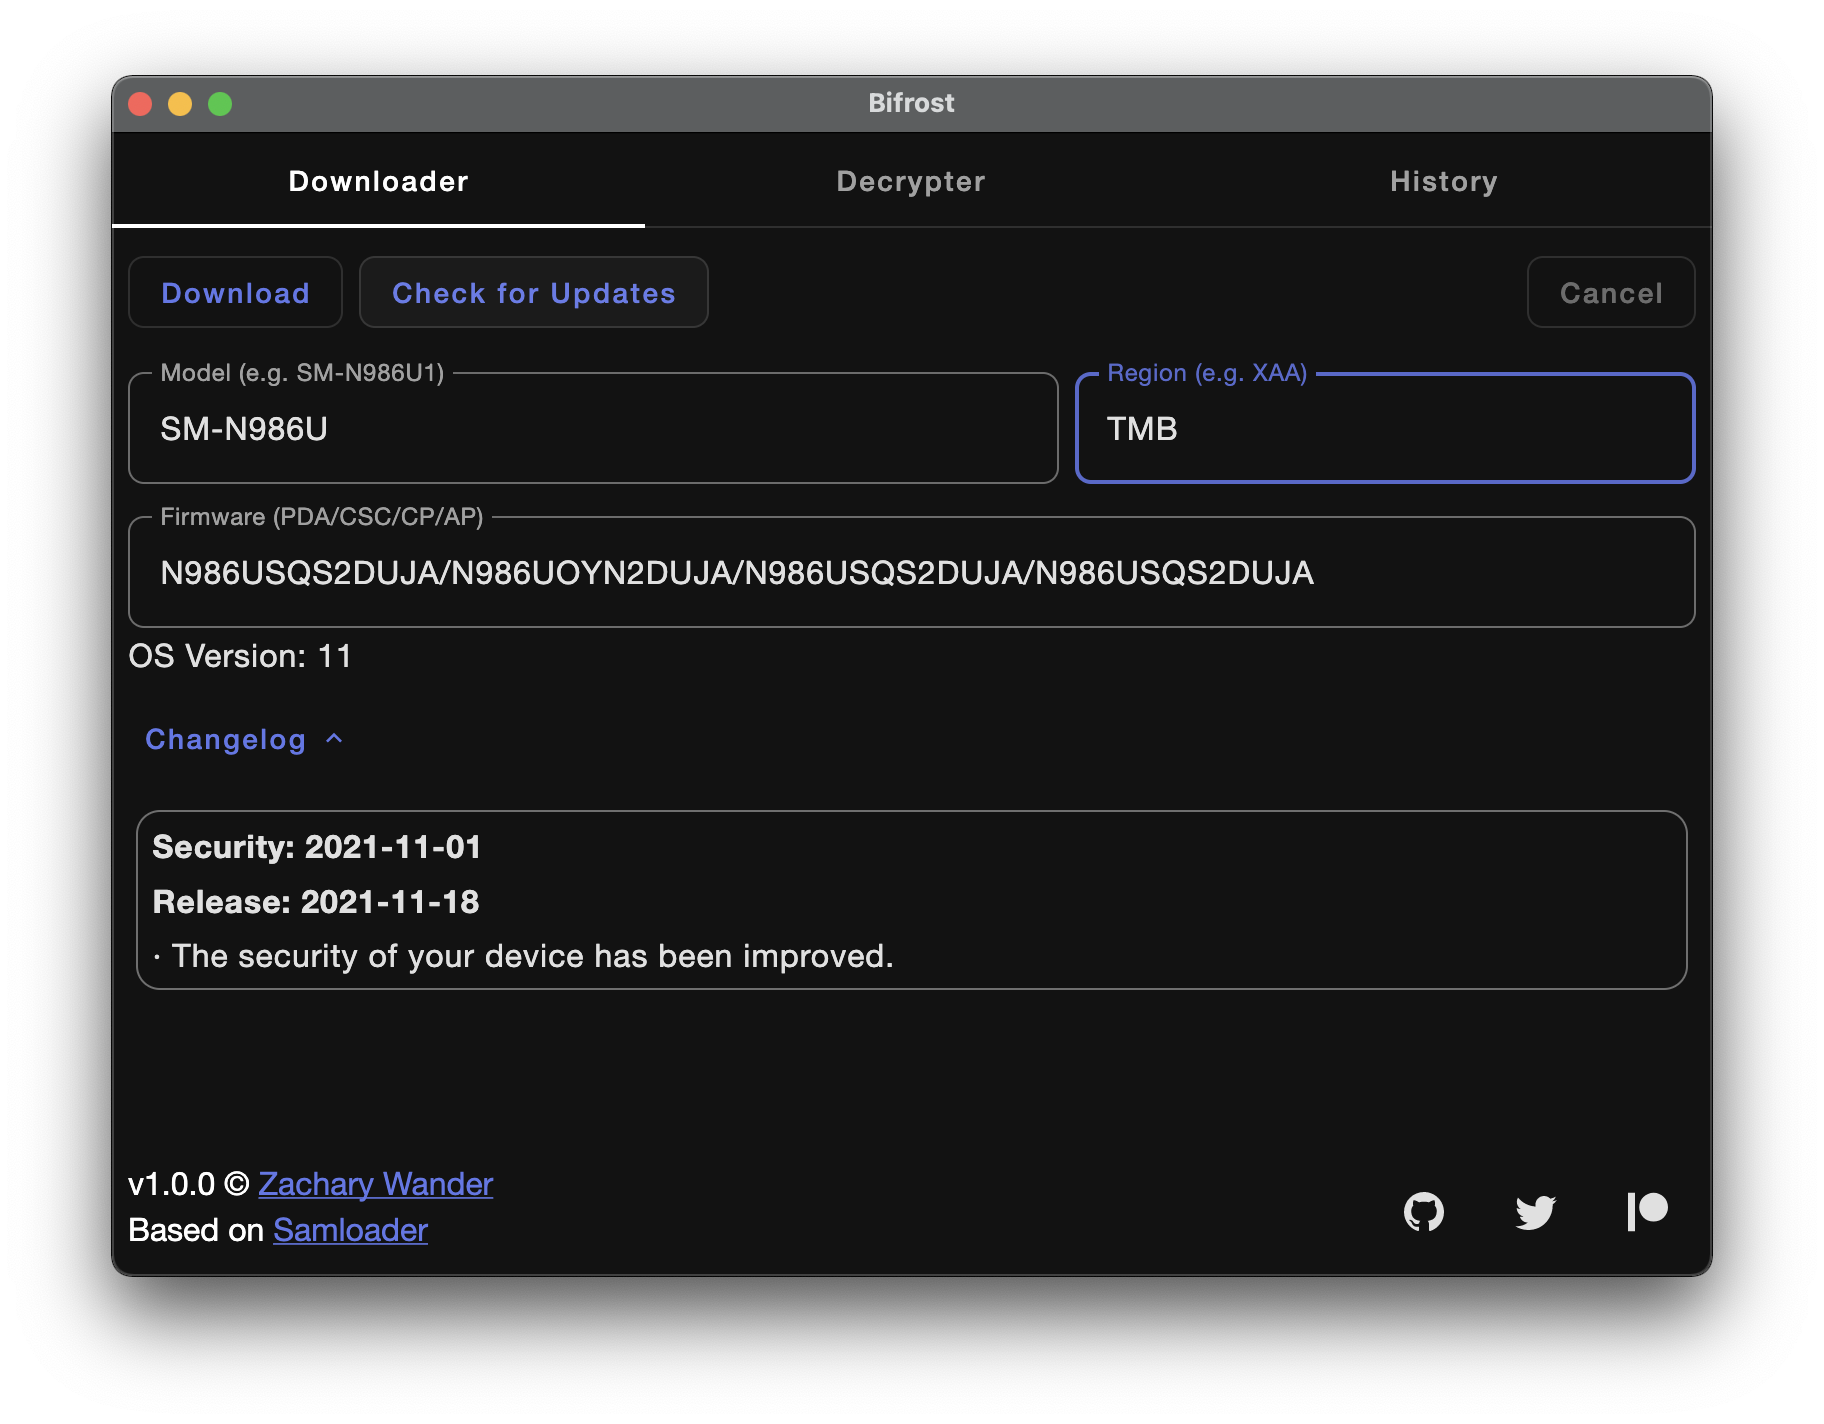 Bifrost
Downloader Decrypter History
Download Check for Updates Cancel
Model (e.g. SM-N986U1) Region (e.g. XAA)
SM-N986U TMB
Firmware (PDA/CSC/CP/AP)
N986USQS2DUJA/N986UOYN2DUJA/N986USQS2DUJA/N986USQS2DUJA
OS Version: 11
Changelog
Security: 2021-11-01
Release: 2021-11-18
· The security of your device has been improved.
v1.0.0 © Zachary Wander
Based on Samloader